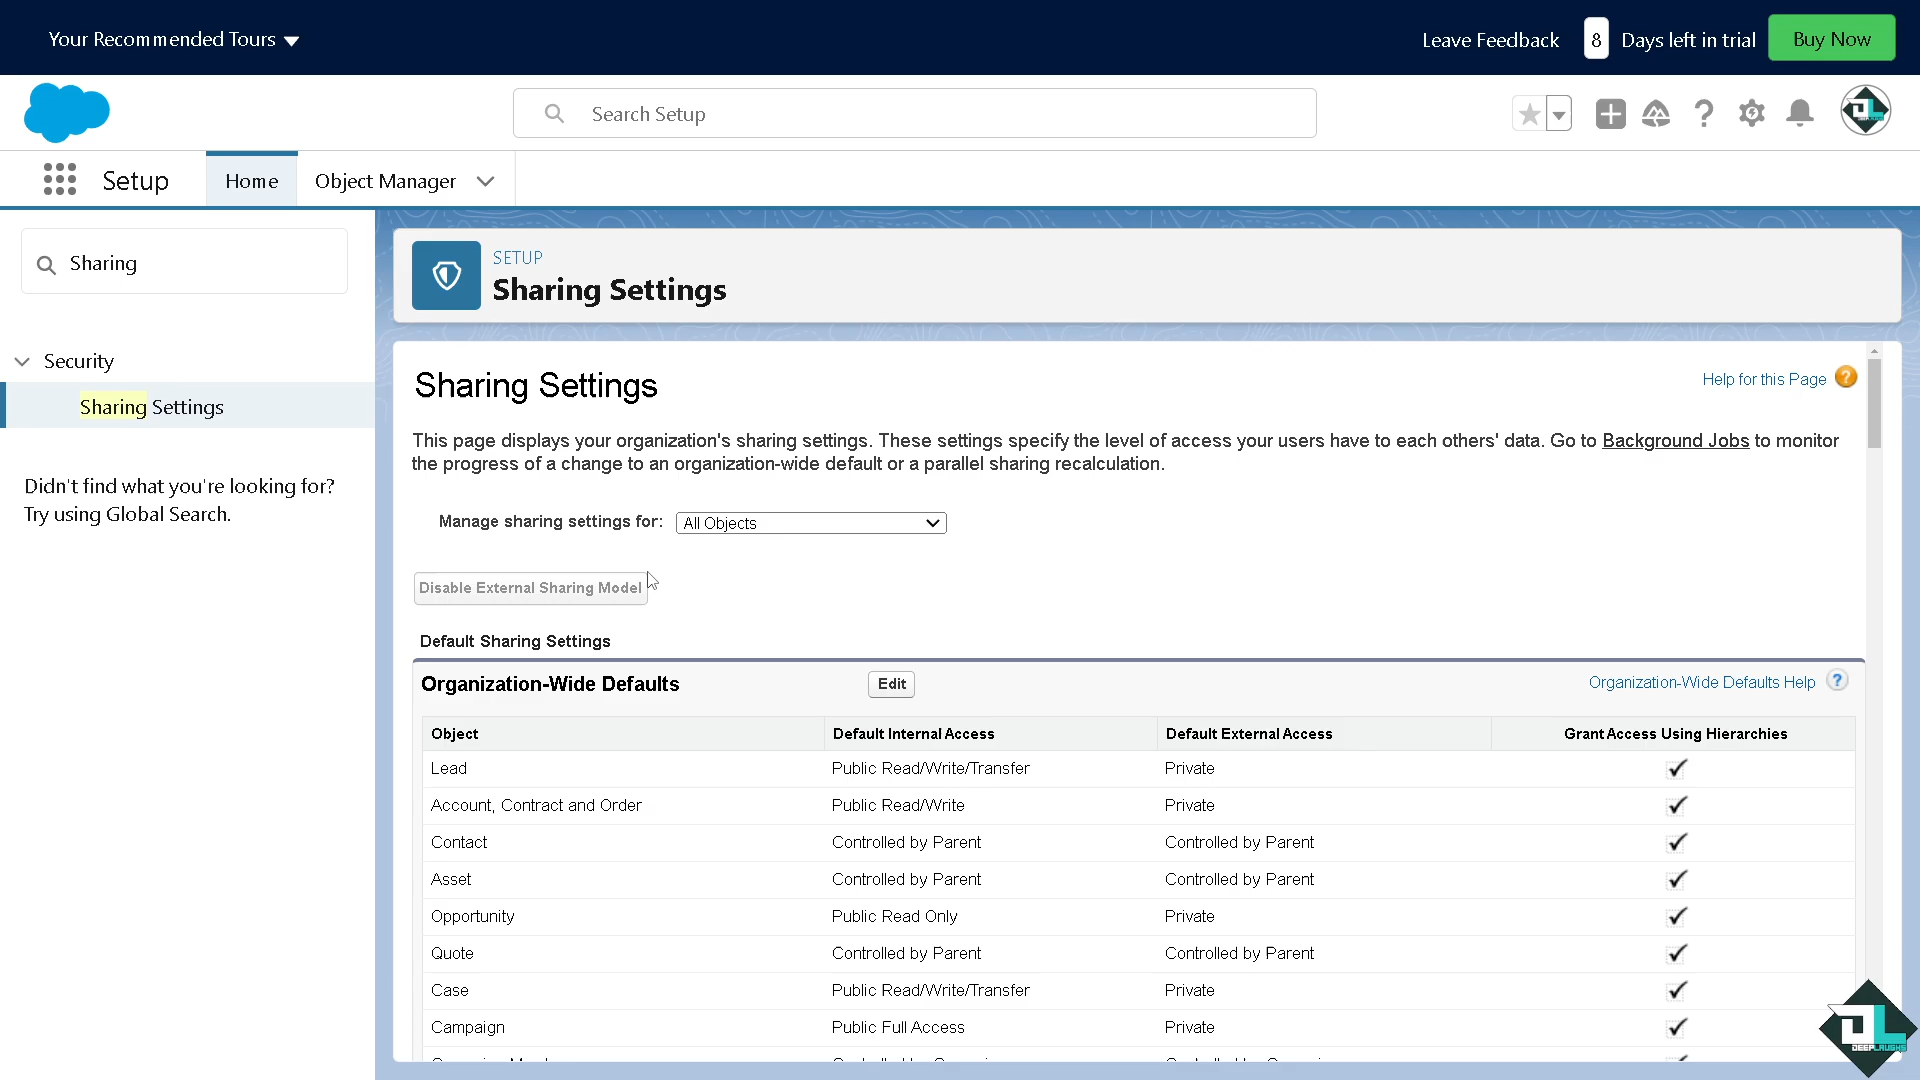 Your Recommended Tours
Leave Feedback
8
Days left in trial
Buy Now
Search Setup
Setup
Home
Object Manager
Sharing
Security
Sharing Settings
Didn't find what you're looking for?
Try using Global Search.
SETUP
Sharing Settings
Sharing Settings
Help for this Page
This page displays your organization's sharing settings. These settings specify the level of access your users have to each others' data. Go to Background Jobs to monitor
the progress of a change to an organization-wide default or a parallel sharing recalculation.
Manage sharing settings for: All Objects
Disable External Sharing Model
Default Sharing Settings
Organization-Wide Defaults Edit Organization-Wide Defaults Help ?
Object Default Internal Access Default External Access Grant Access Using Hierarchies
Lead Public Read/Write/Transfer Private
Account, Contract and Order Public Read/Write Private
Contact Controlled by Parent Controlled by Parent
Asset Controlled by Parent Controlled by Parent
Opportunity Public Read Only Private
Quote Controlled by Parent Controlled by Parent
Case Public Read/Write/Transfer Private
Campaign Public Full Access Private
DEEPLAUGHS